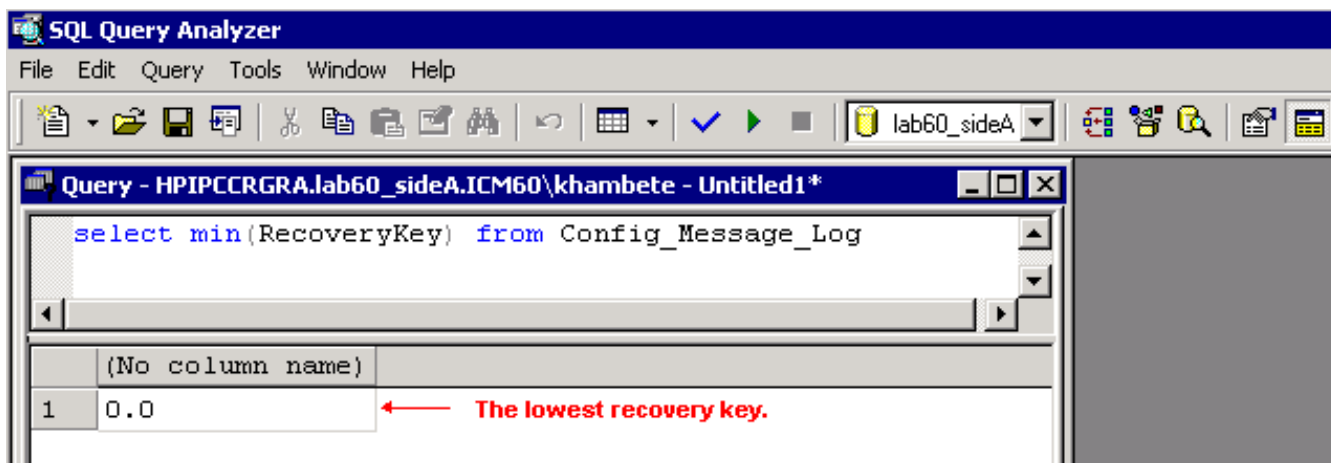 SQL Query Analyzer
File Edit Query Tools Window Help
lab60_sideA
Query - HPIPCCRGRA.lab60_sideA.ICM60\khambete - Untitled1*
select min(RecoveryKey) from Config_Message_Log
(No column name)
1 0.0 The lowest recovery key.